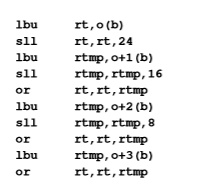 lbu rt,o(b)
sll rt,rt,24
lbu rtmp,o+1(b)
sll rtmp,rtmp,16
or rt,rt,rtmp
lbu rtmp,o+2(b)
sll rtmp,rtmp,8
or rt,rt,rtmp
lbu rtmp,o+3(b)
or rt,rt,rtmp